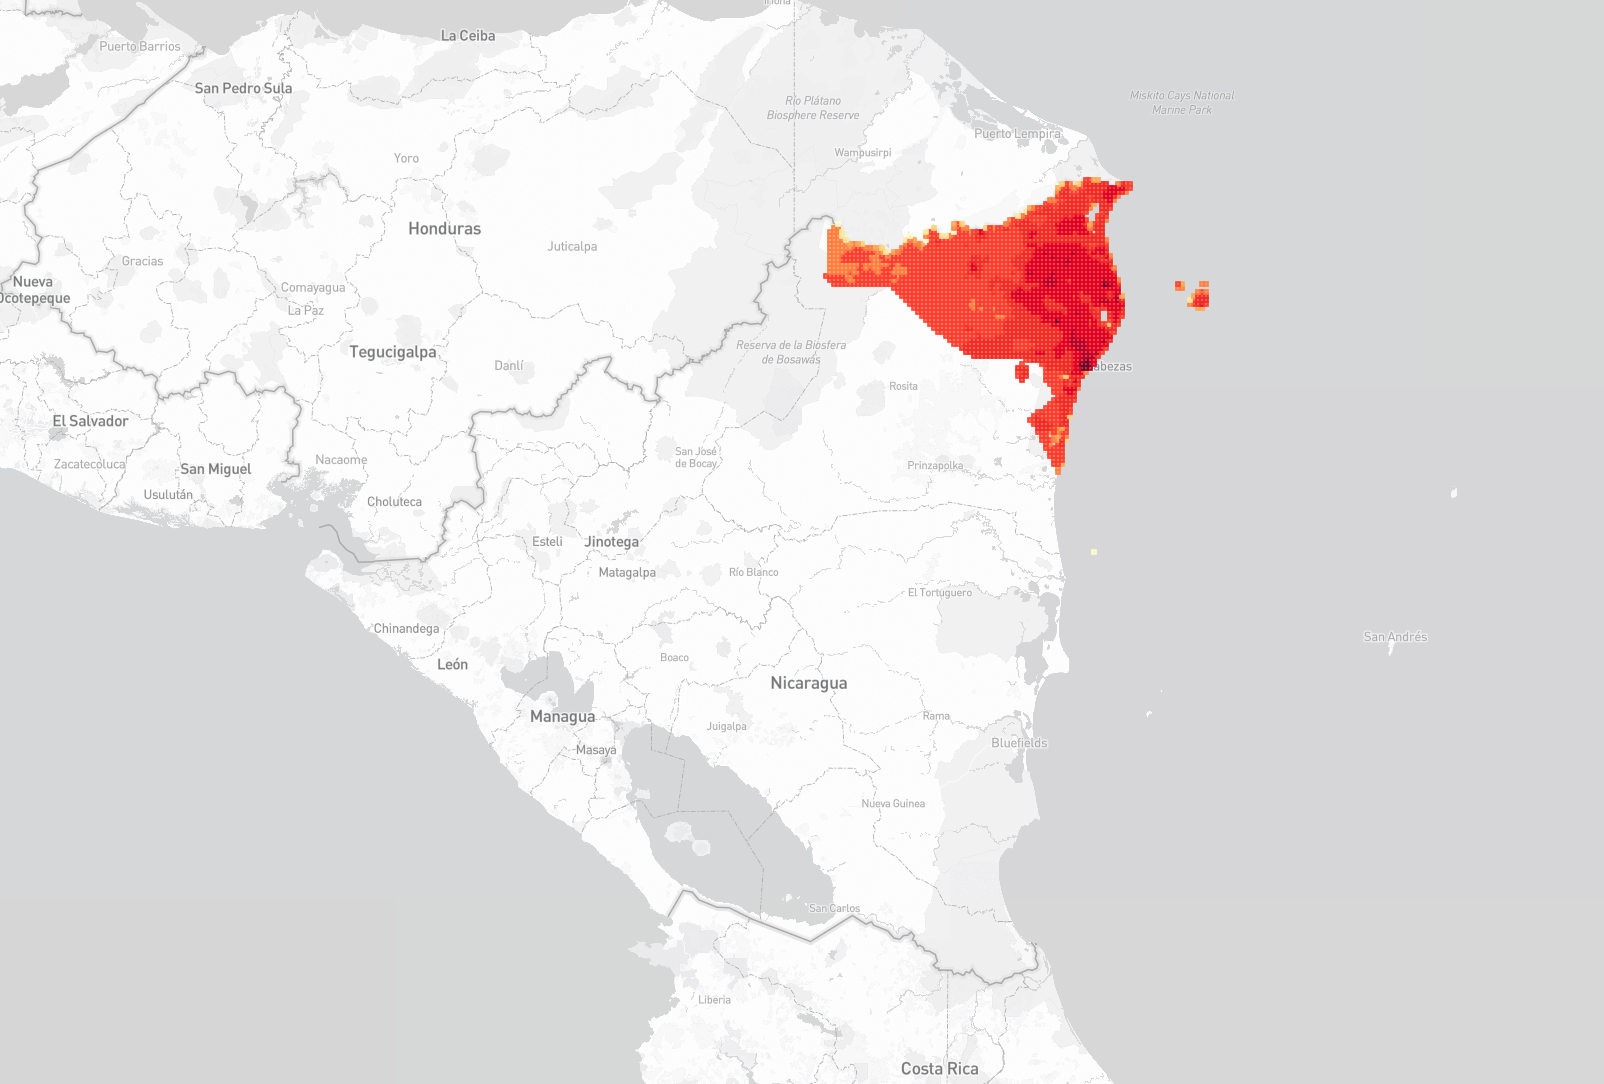 Puerto Barrios
La Ceiba
San Pedro Sula
Miskito Cays National
Marine Park
Río Plátano
Biosphere Reserve
Puerto Lempira
Yoro
Wampusirpi
Honduras
Juticalpa
Gracias
Nueva
Ocotepeque
Comayagua
La Paz
Tegucigalpa
Danlí
Reserva de la Biosfera
de Bosawás
Rosita
El Salvador
Zacatecoluca
San Miguel
Usulután
Nacaome
Choluteca
San José
de Bocay
Prinzapolka
Esteli
Jinotega
Matagalpa
Río Blanco
El Tortuguero
Chinandega
San Andrés
León
Boaco
Nicaragua
Managua
Juigalpa
Rama
Masaya
Bluefields
Nueva Guinea
San Carlos
Liberia
Costa Rica